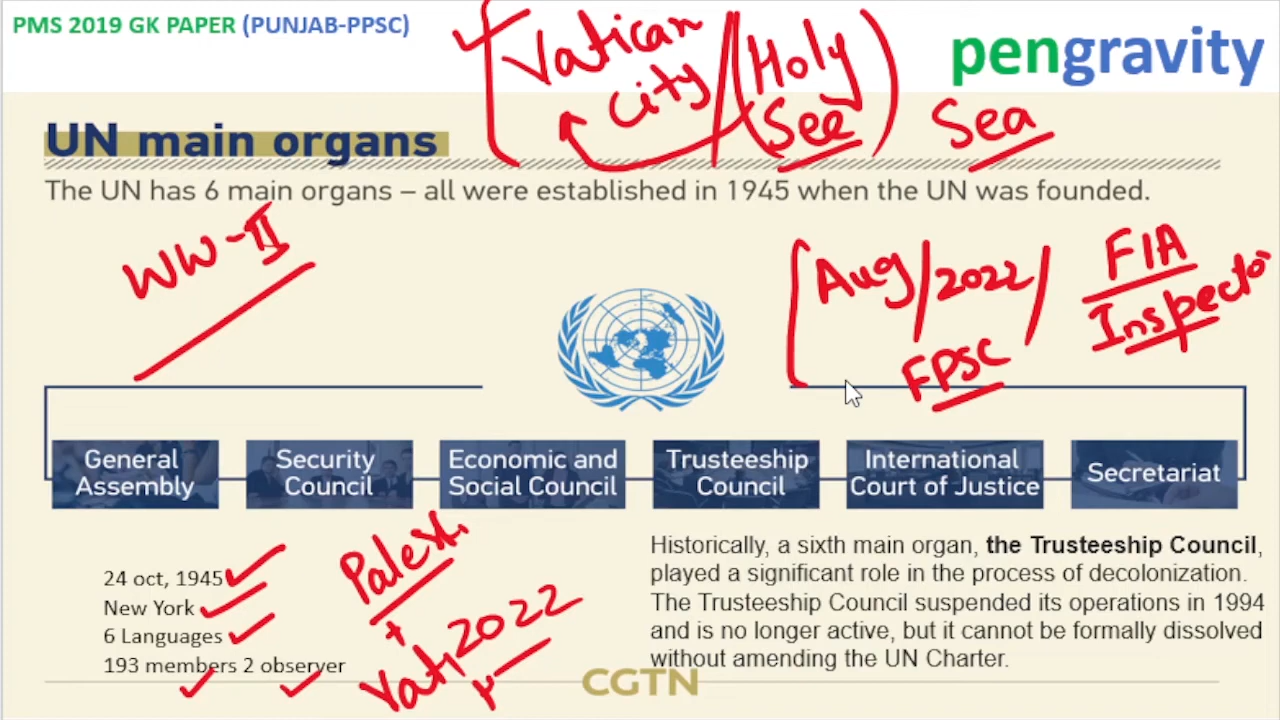 PMS 2019 GK PAPER (PUNJAB-PPSC)
pengravity
Vatican
City
(Holy
See)
Sea
UN main organs
The UN has 6 main organs – all were established in 1945 when the UN was founded.
WW-II
Aug/2022/
FPSC
FIA
Inspecto
General
Assembly
Security
Council
Economic and
Social Council
Trusteeship
Council
International
Court of Justice
Secretariat
24 oct, 1945
New York
6 Languages
193 members 2 observer
Palest
+
Vat, 2022
Historically, a sixth main organ, the Trusteeship Council,
played a significant role in the process of decolonization.
The Trusteeship Council suspended its operations in 1994
and is no longer active, but it cannot be formally dissolved
without amending the UN Charter.
CGTN